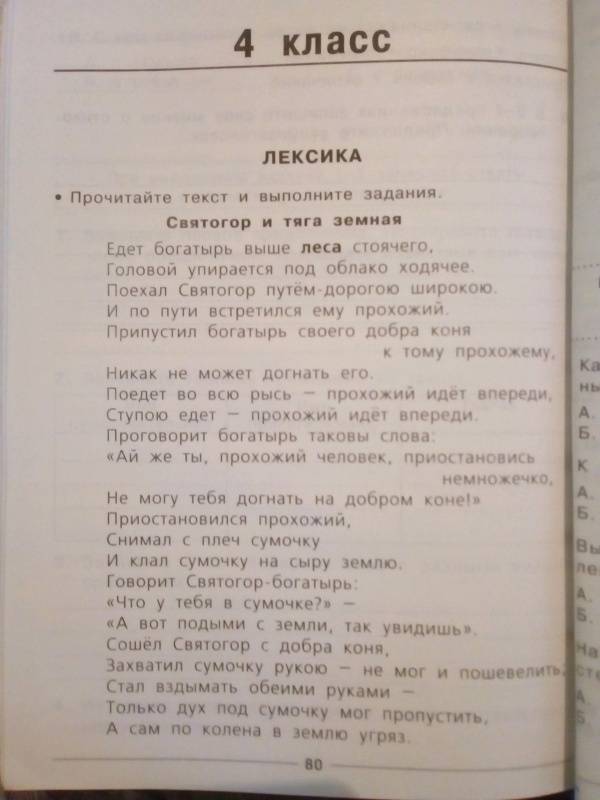 4 класс
ЛЕКСИКА
• Прочитайте текст и выполните задания.
Святогор и тяга земная
Едет богатырь выше леса стоячего,
Головой упирается под облако ходячее.
Поехал Святогор путём-дорогою широкою.
И по пути встретился ему прохожий.
Припустил богатырь своего добра коня
к тому прохожему,
Никак не может догнать его.
Поедет во всю рысь — прохожий идёт впереди,
Ступою едет — прохожий идёт впереди.
Проговорит богатырь таковы слова:
«Ай же ты, прохожий человек, приостановись
немножечко,
Не могу тебя догнать на добром коне!»
Приостановился прохожий,
Снимал с плеч сумочку
И клал сумочку на сыру землю.
Говорит Святогор-богатырь:
«Что у тебя в сумочке?» —
«А вот подыми с земли, так увидишь».
Сошёл Святогор с добра коня,
Захватил сумочку рукою — не мог и пошевелить;
Стал вздымать обеими руками —
Только дух под сумочку мог пропустить,
А сам по колена в землю угряз.
80
Ка
ны
А.
Б.
К
А.
Б.
Вы
ле
А.
Б.
На
сте
А.
Б.